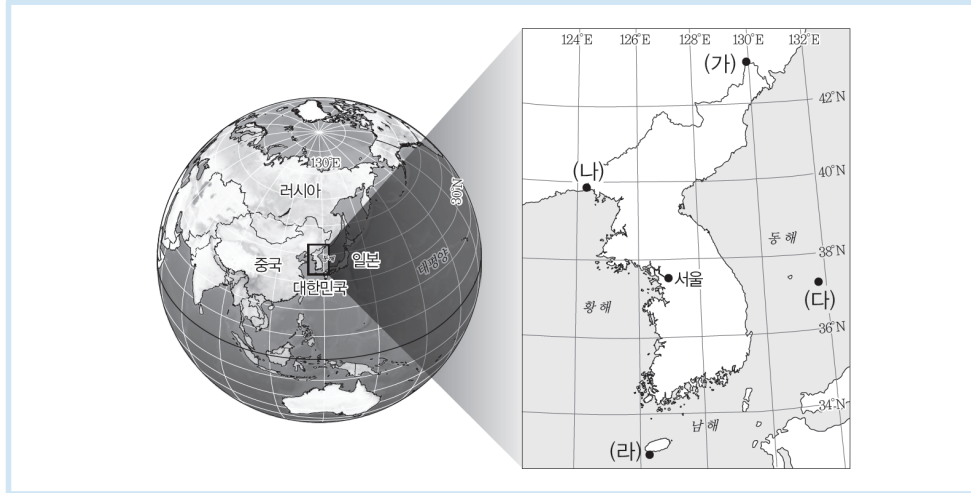 130°E
러시아
30°N
중국
일본
대한민국
태평양
124°E 126°E 128°E 130°E 132°E
(가)
42°N
(나)
40°N
동해
38°N
서울
(다)
황해
36°N
34°N
남해
(라)